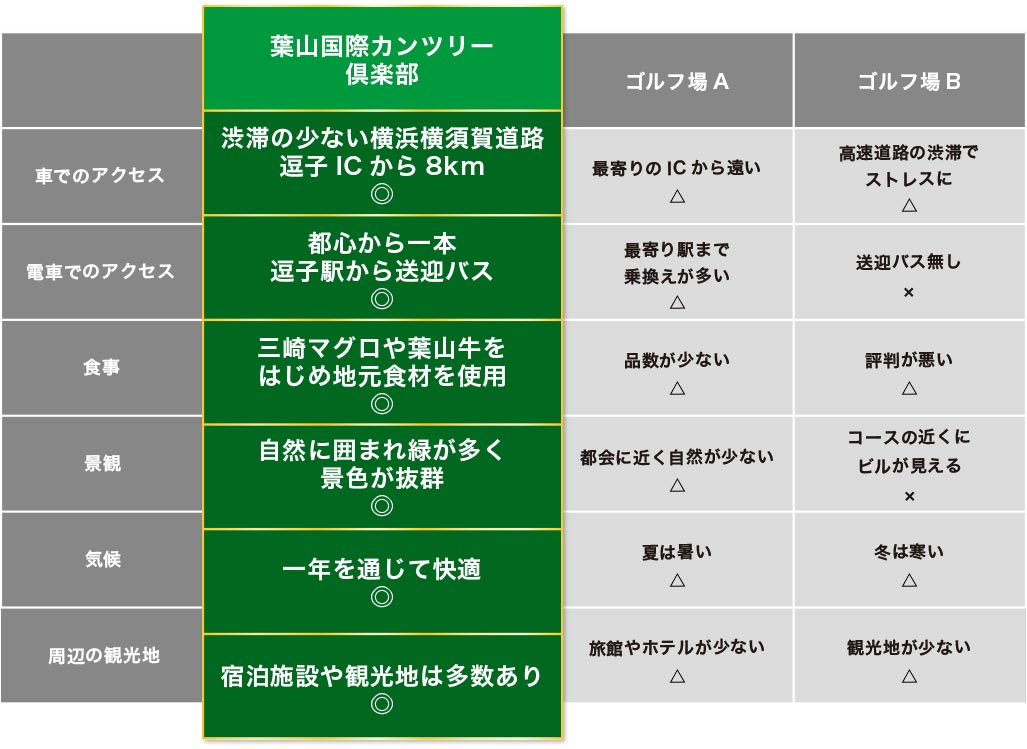 葉山国際カンツリー
倶楽部
ゴルフ場 A
ゴルフ場 B
車でのアクセス
渋滞の少ない横浜横須賀道路
逗子 IC から 8km
◎
最寄りの IC から遠い
△
高速道路の渋滞で
ストレスに
△
電車でのアクセス
都心から一本
逗子駅から送迎バス
◎
最寄り駅まで
乗換えが多い
△
送迎バス無し
×
食事
三崎マグロや葉山牛を
はじめ地元食材を使用
◎
品数が少ない
△
評判が悪い
△
景観
自然に囲まれ緑が多く
景色が抜群
◎
都会に近く自然が少ない
△
コースの近くに
ビルが見える
×
気候
一年を通じて快適
◎
夏は暑い
△
冬は寒い
△
周辺の観光地
宿泊施設や観光地は多数あり
◎
旅館やホテルが少ない
△
観光地が少ない
△